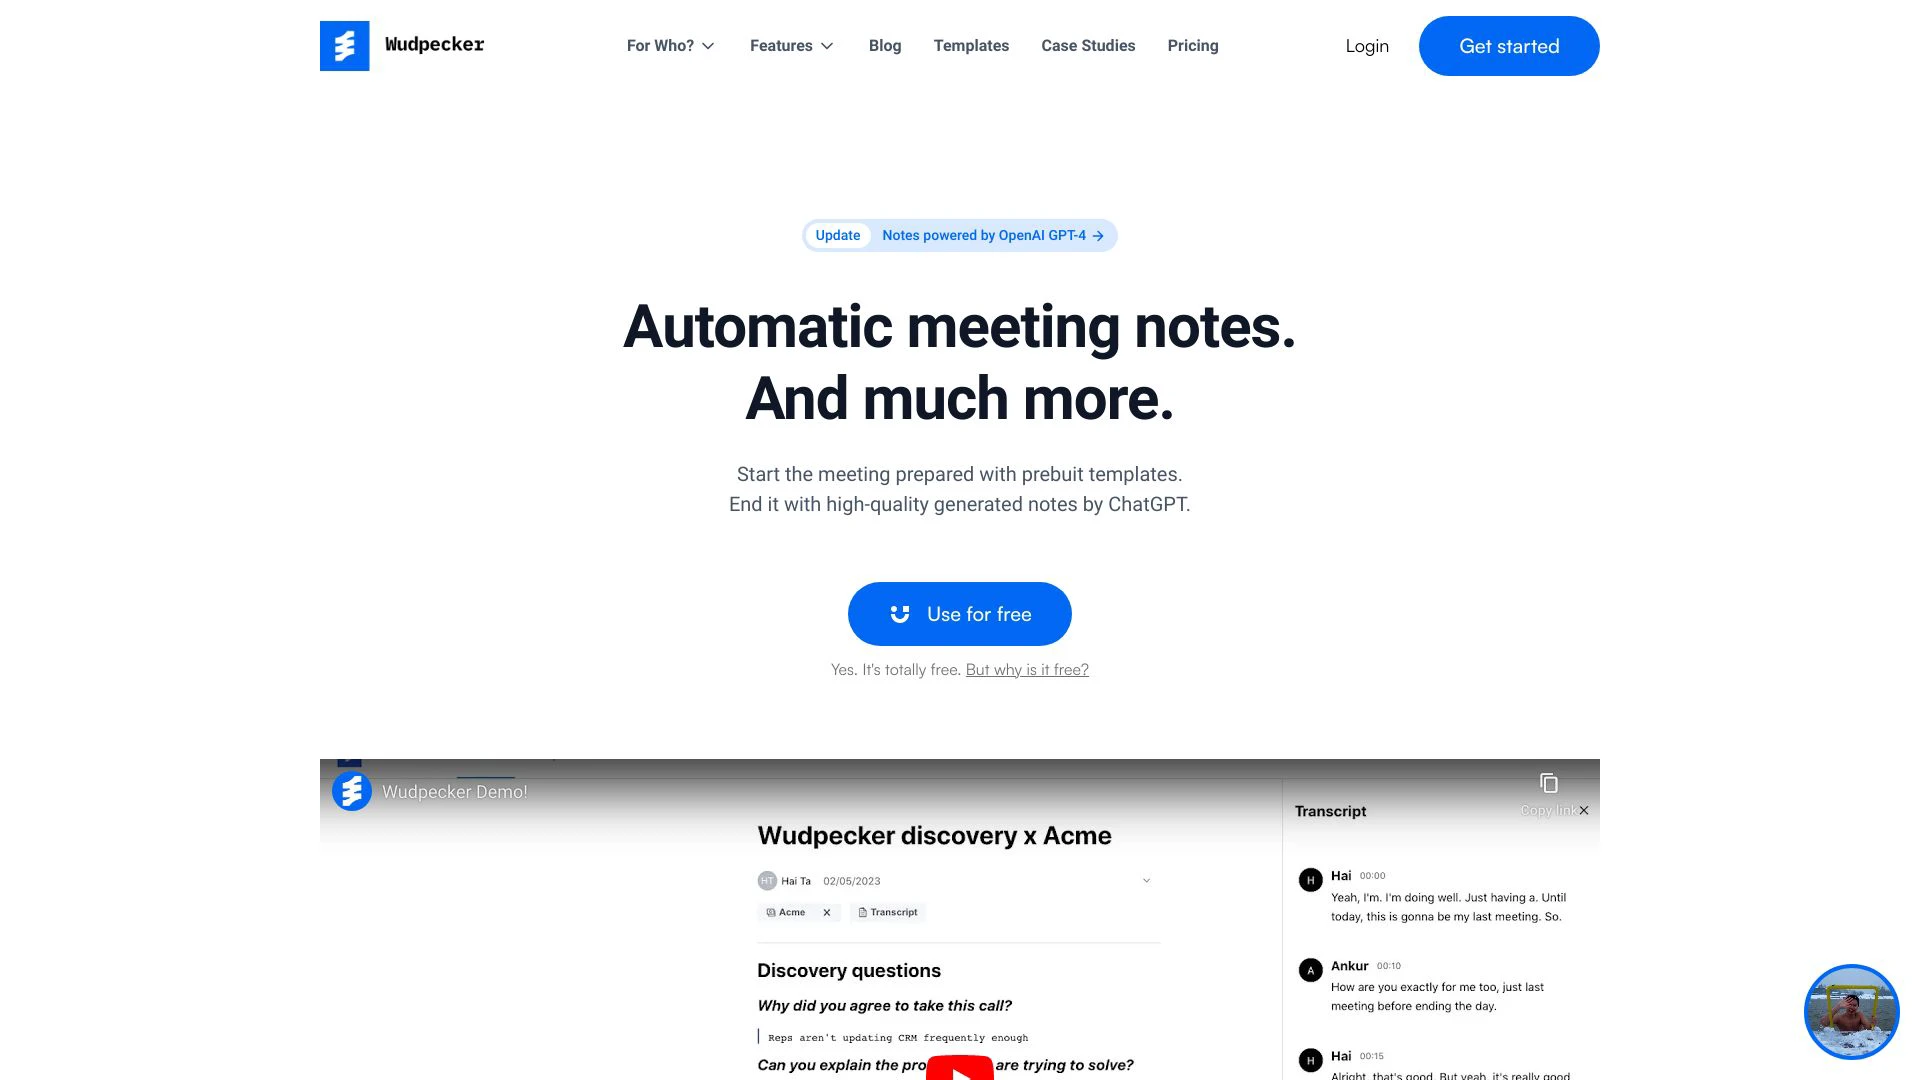 Wudpecker
For Who?
Features
Blog
Templates
Case Studies
Pricing
Login
Get started
Update
Notes powered by OpenAI GPT-4 →
Automatic meeting notes.
And much more.
Start the meeting prepared with prebuit templates.
End it with high-quality generated notes by ChatGPT.
Use for free
Yes. It's totally free. But why is it free?
Wudpecker Demo!
Copy link
Wudpecker discovery x Acme
HT Hai Ta 02/05/2023
Acme
Transcript
Discovery questions
Why did you agree to take this call?
Reps aren't updating CRM frequently enough
Can you explain the pro are trying to solve?
Transcript
H Hai 00:00
Yeah, I'm. I'm doing well. Just having a. Until
today, this is gonna be my last meeting. So.
A Ankur 00:10
How are you exactly for me too, just last
meeting before ending the day.
H Hai 00:15
Alright, that's good. But yeah, it's really good